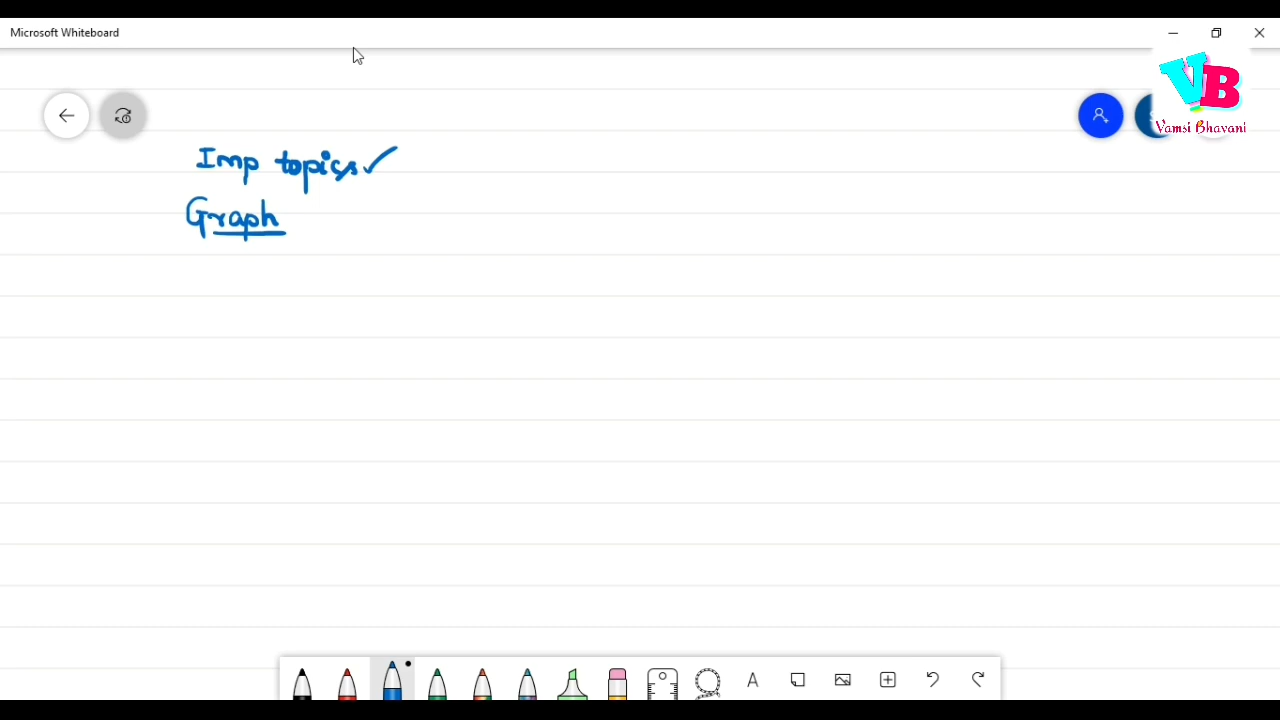 Microsoft Whiteboard
VB
Vamsi Bhavani
Imp topics ✓
Graph
A